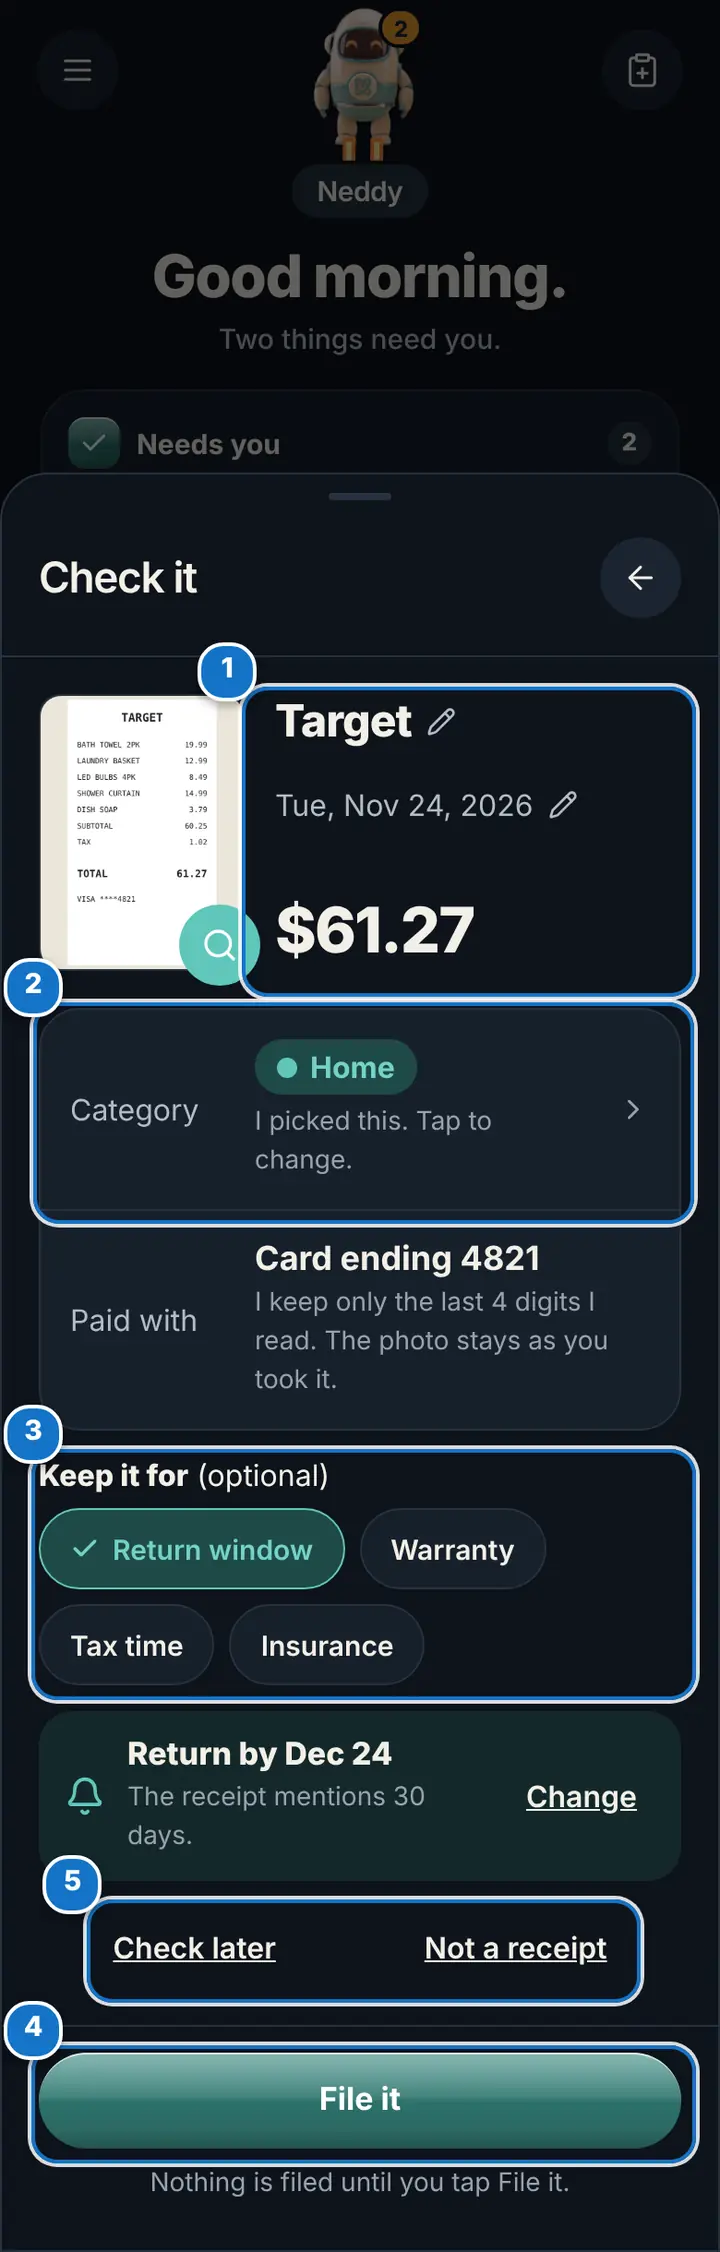 2
Neddy
Good morning.
Two things need you.
Needs you
2
Check it
1
TARGET
BATH TOWEL 2PK 19.99
LAUNDRY BASKET 12.99
LED BULBS 4PK 8.49
SHOWER CURTAIN 14.99
DISH SOAP 3.79
SUBTOTAL 60.25
TAX 1.02
TOTAL 61.27
VISA ****4821
Target
Tue, Nov 24, 2026
$61.27
2
Category
Home
I picked this. Tap to
change.
Paid with
Card ending 4821
I keep only the last 4 digits I
read. The photo stays as you
took it.
3
Keep it for (optional)
Return window
Warranty
Tax time
Insurance
Return by Dec 24
The receipt mentions 30
days.
Change
5
Check later
Not a receipt
4
File it
Nothing is filed until you tap File it.